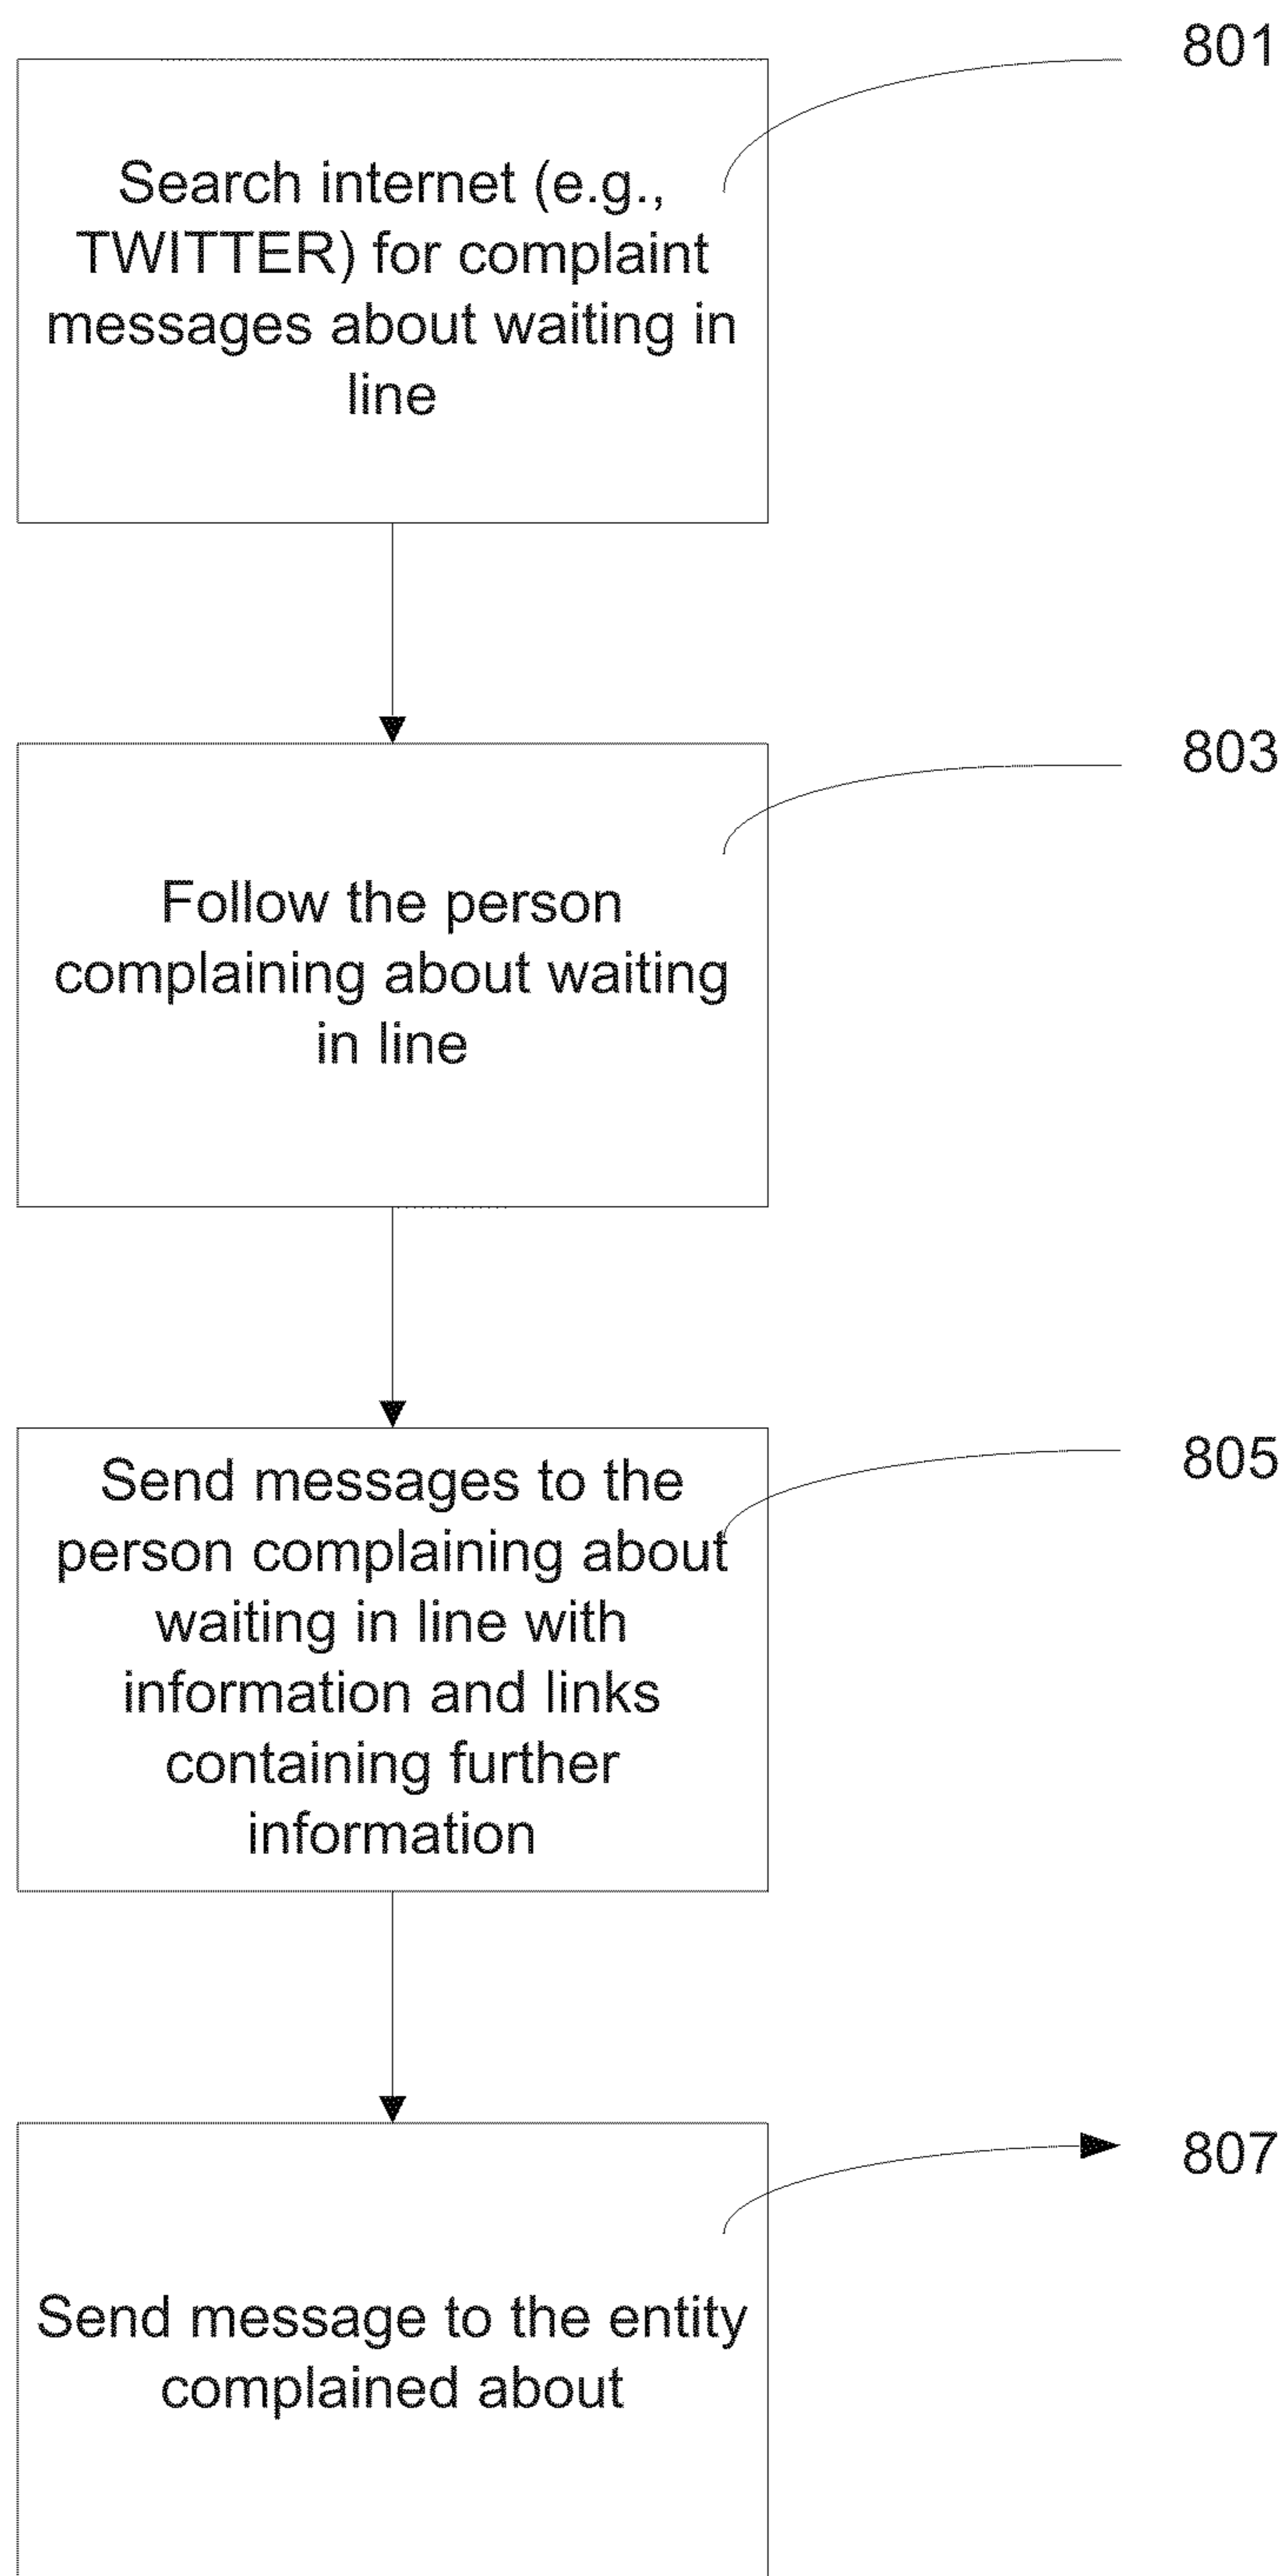 801
Search internet (e.g.,
TWITTER) for complaint
messages about waiting in
line
803
Follow the person
complaining about waiting
in line
805
Send messages to the
person complaining about
waiting in line with
information and links
containing further
information
807
Send message to the entity
complained about